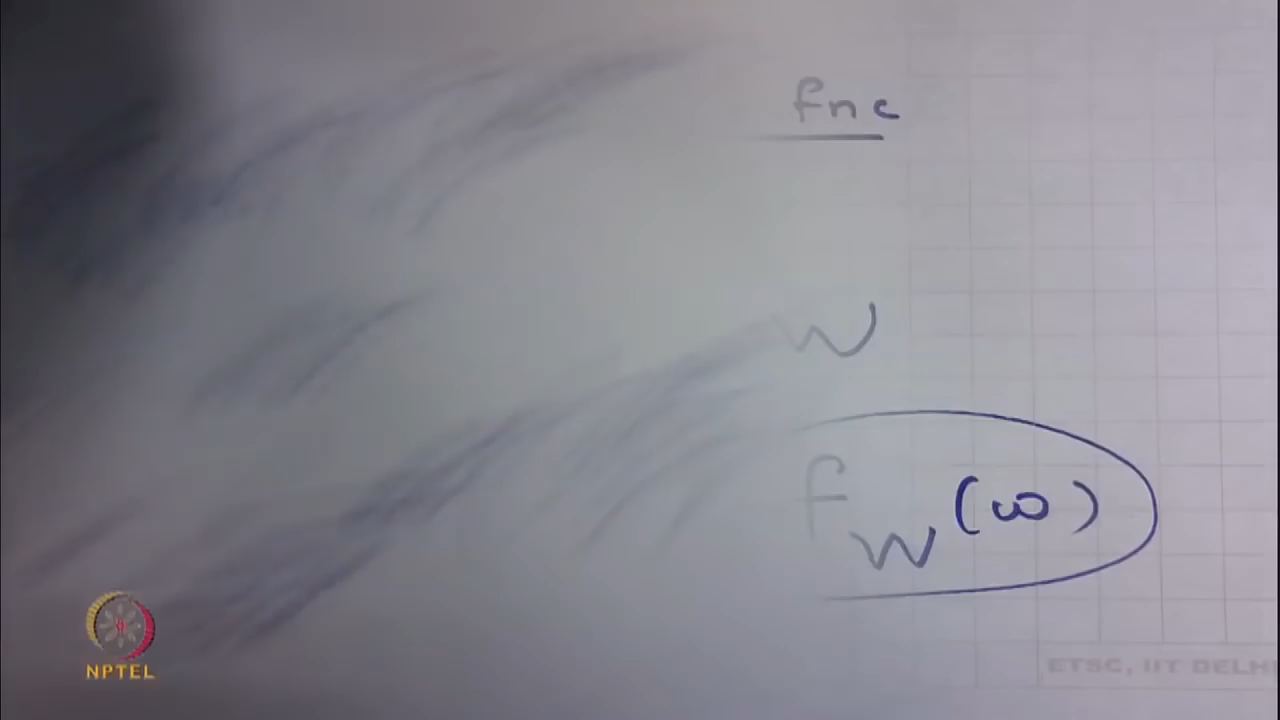 fnc
W
f_W(ω)
NPTEL
ETSC, IIT DELHI